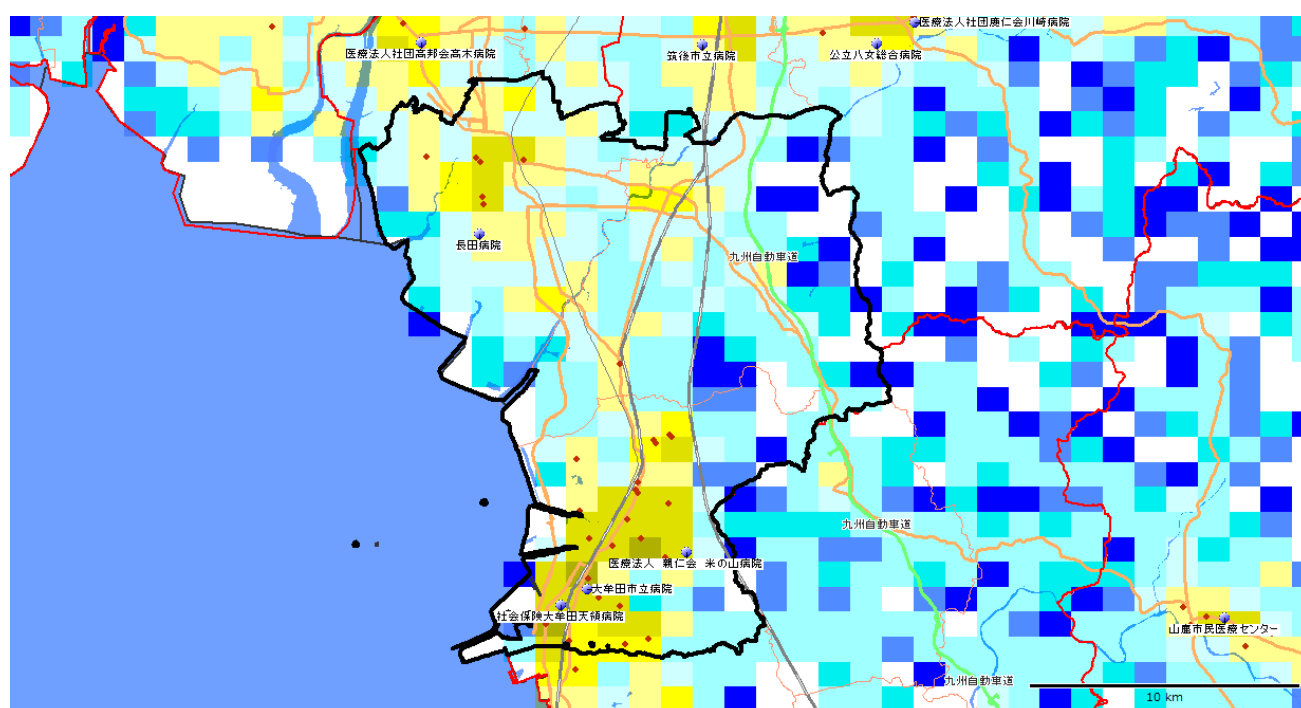 医療法人社団鹿仁会川崎病院
医療法人社団高邦会高木病院
筑後市立病院
公立八女総合病院
長田病院
九州自動車道
九州自動車道
医療法人 親仁会 米の山病院
大牟田市立病院
社会保険大牟田天領病院
山鹿市民医療センター
九州自動車道
10 km